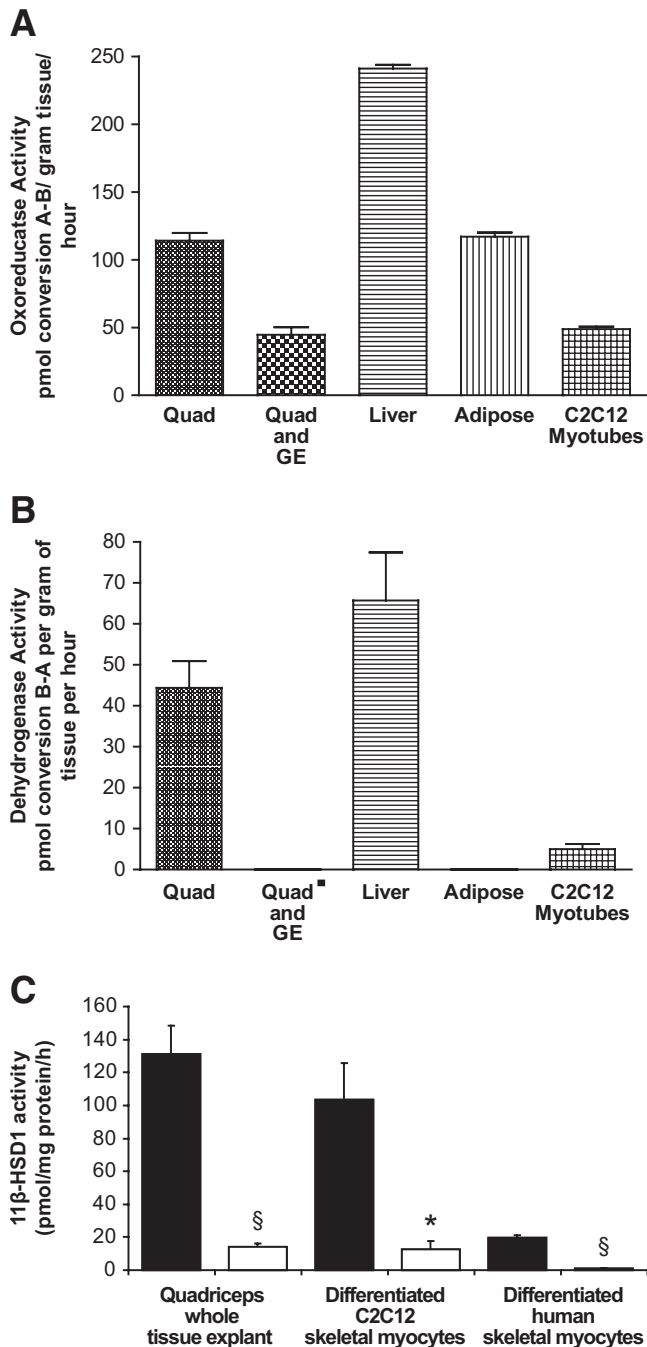 A
Oxoreducatse Activity
pmol conversion A-B/ gram tissue/
hour
250
200
150
100
50
0
Quad
Quad
and
GE
Liver
Adipose
C2C12
Myotubes
B
Dehydrogenase Activity
pmol conversion B-A per gram of
tissue per hour
80
70
60
50
40
30
20
10
0
Quad
Quad
and
GE
Liver
Adipose
C2C12
Myotubes
C
11β-HSD1 activity
(pmol/mg protein/h)
160
140
120
100
80
60
40
20
0
§
*
§
Quadriceps
whole
tissue explant
Differentiated
C2C12
skeletal myocytes
Differentiated
human
skeletal myocytes